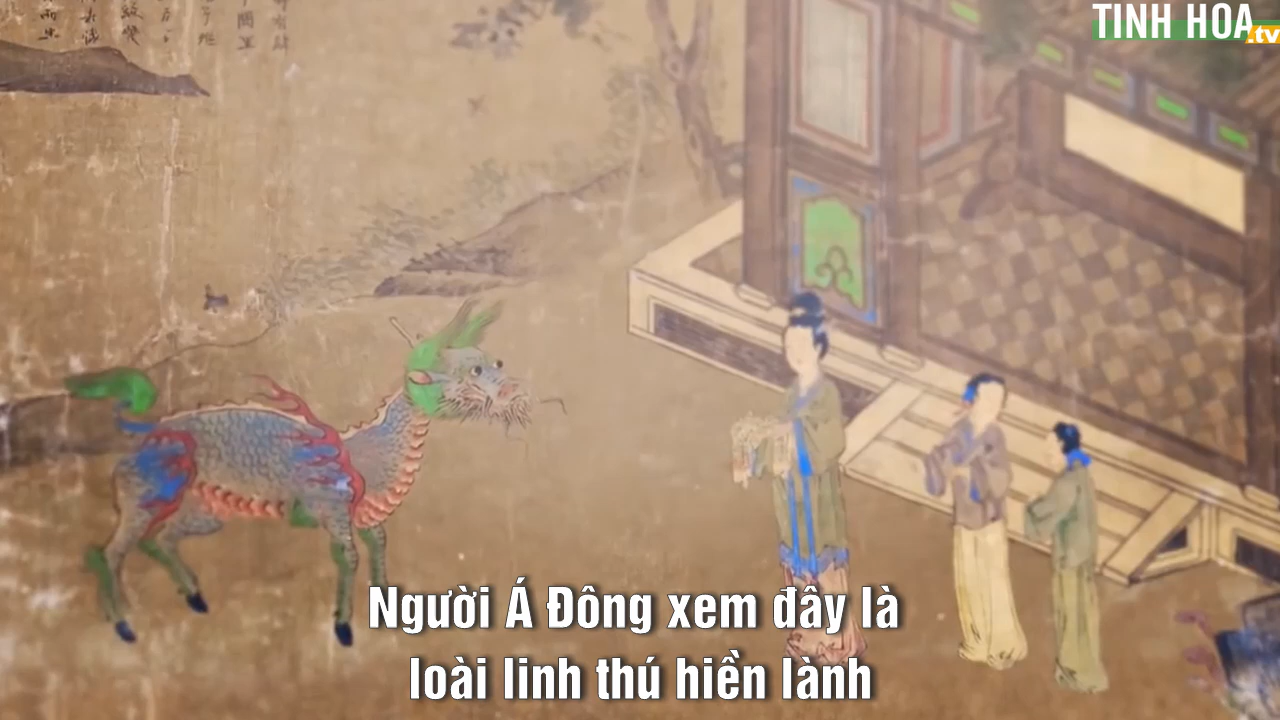 TINH HOA
.tv
Người Á Đông xem đây là
loài linh thú hiền lành